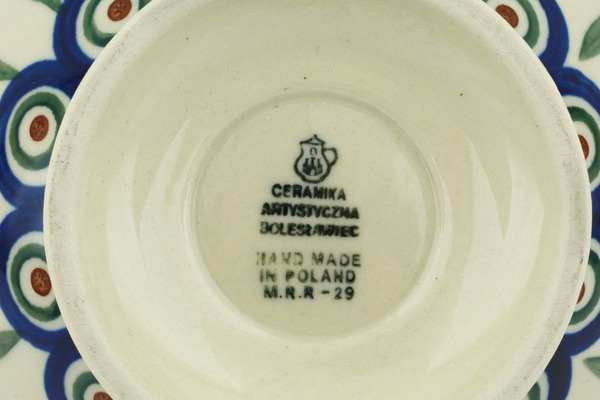 CERAMIKA
ARTYSTYCZNA
BOLESŁAWIEC
HAND MADE
IN POLAND
M.R.R - 29